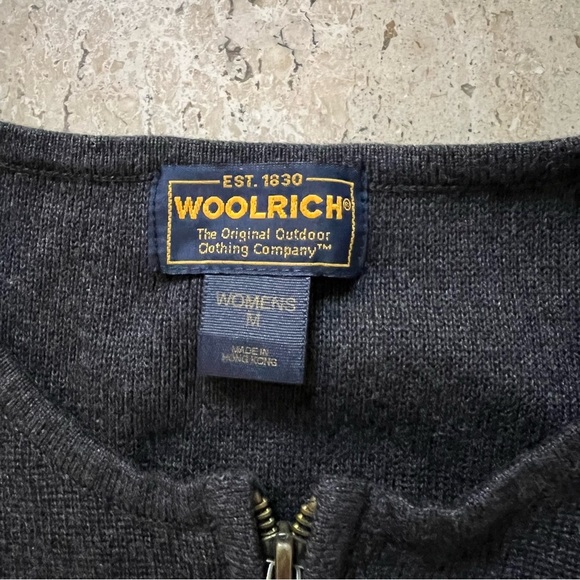 EST. 1830
WOOLRICH®
The Original Outdoor
Clothing Company™
WOMENS
M
MADE IN
HONG KONG